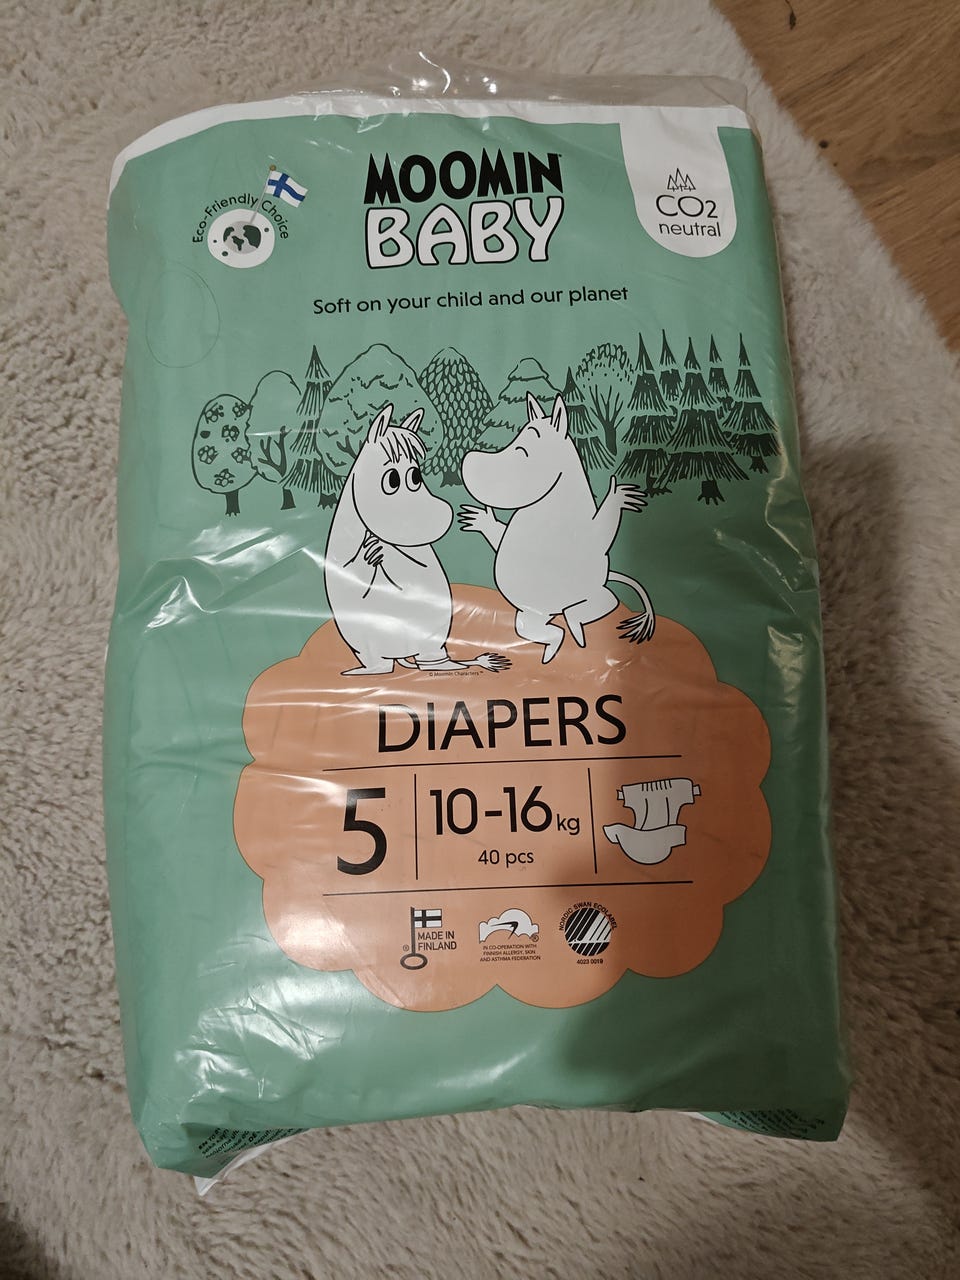 Eco-Friendly Choice
MOOMIN
BABY
CO2
neutral
Soft on your child and our planet
© Moomin Characters™
DIAPERS
5
10-16 kg
40 pcs
® MADE IN
FINLAND
IN CO-OPERATION WITH
FINNISH ALLERGY, SKIN
AND ASTHMA FEDERATION
®
NORDIC SWAN ECOLABEL
4023 0019